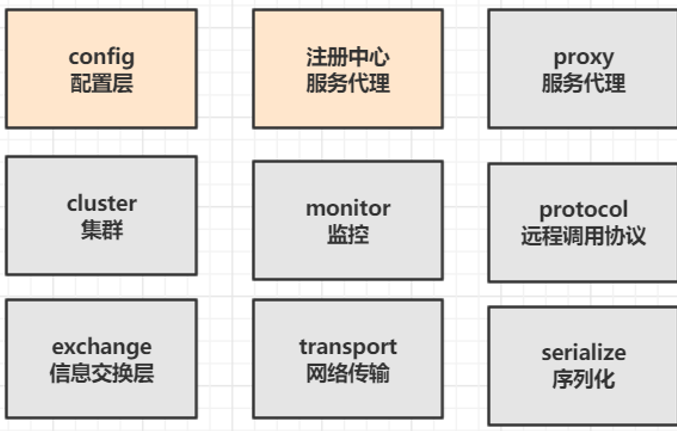 config
配置层
注册中心
服务代理
proxy
服务代理
cluster
集群
monitor
监控
protocol
远程调用协议
exchange
信息交换层
transport
网络传输
serialize
序列化